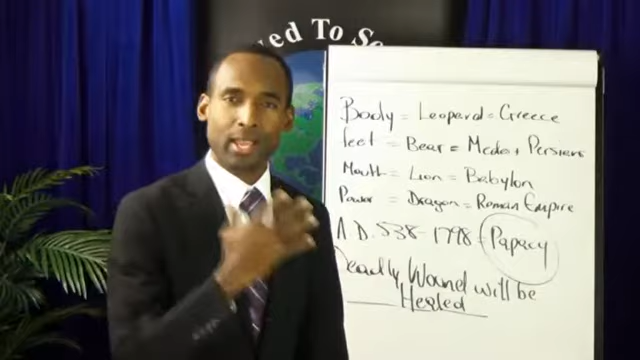 To
Body = Leopard = Greece
feet = Bear = Medes + Persians
Mouth = Lion = Babylon
Power = Dragon = Roman Empire
A.D. 538-1798 = Papacy
Deadly Wound will be
Healed